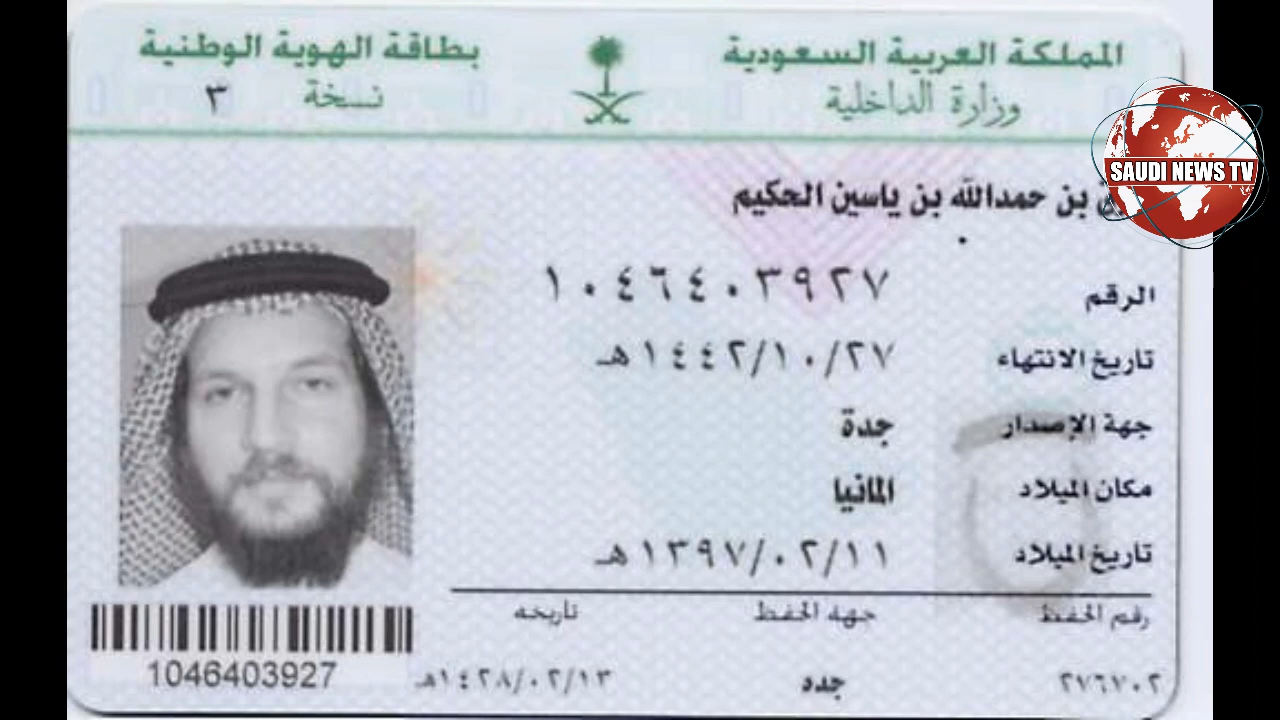 المملكة العربية السعودية
وزارة الداخلية
بطاقة الهوية الوطنية
نسخة ٣
SAUDI NEWS TV
بن حمدالله بن ياسين الحكيم
الرقم ١٠٤٦٤٠٣٩٢٧
تاريخ الانتهاء ١٤٤٢/١٠/٢٧هـ
جهة الإصدار جدة
مكان الميلاد المانيا
تاريخ الميلاد ١٣٩٧/٠٢/١١هـ
رقم الحفظ جهة الحفظ تاريخه
٢٧٦٧٠٢ جده ١٤٢٨/٠٢/١٣هـ
1046403927